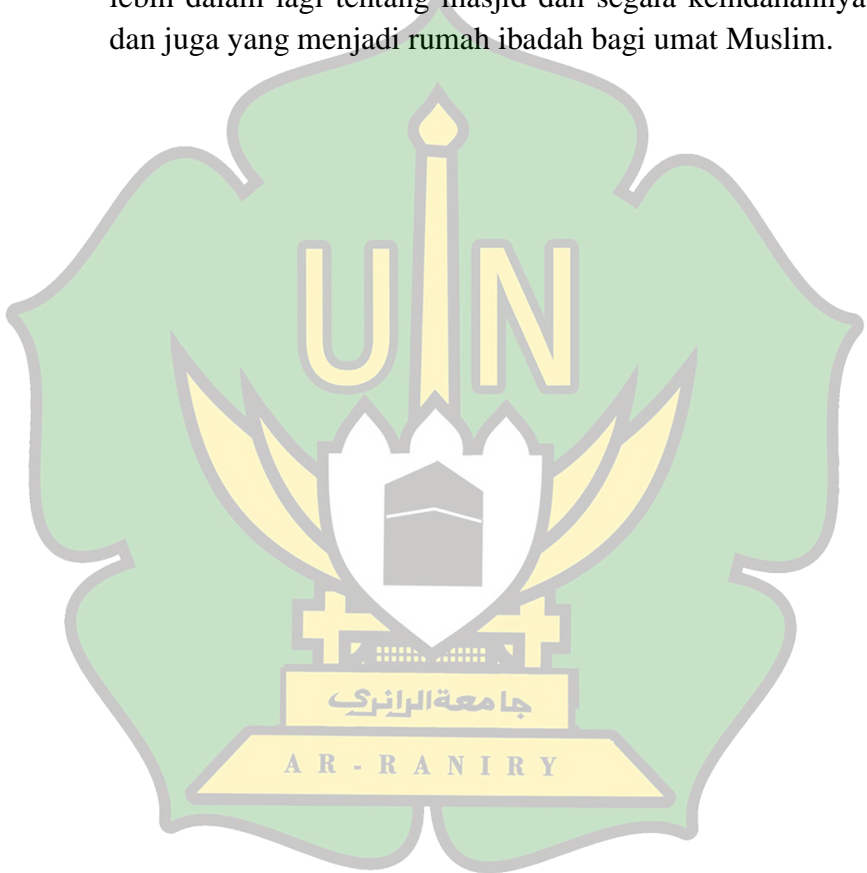 lebih dalam lagi tentang masjid dan segala keindahannya
dan juga yang menjadi rumah ibadah bagi umat Muslim.
UIN
جامعةالرانري
AR-RANIRY